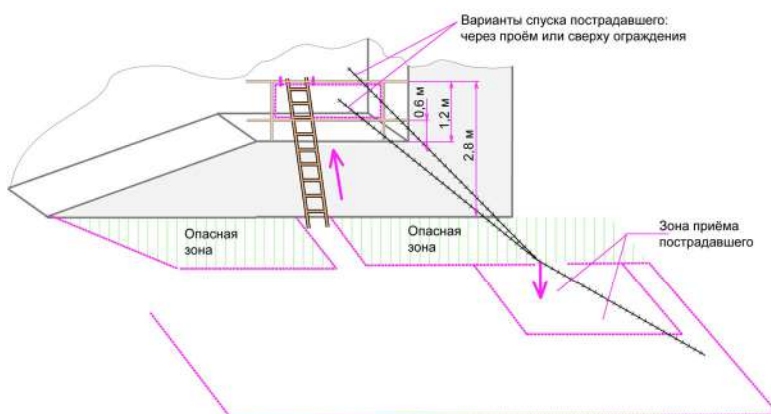 Варианты спуска пострадавшего:
через проём или сверху ограждения
0,6 м
1,2 м
2,8 м
Опасная
зона
Опасная
зона
Зона приёма
пострадавшего